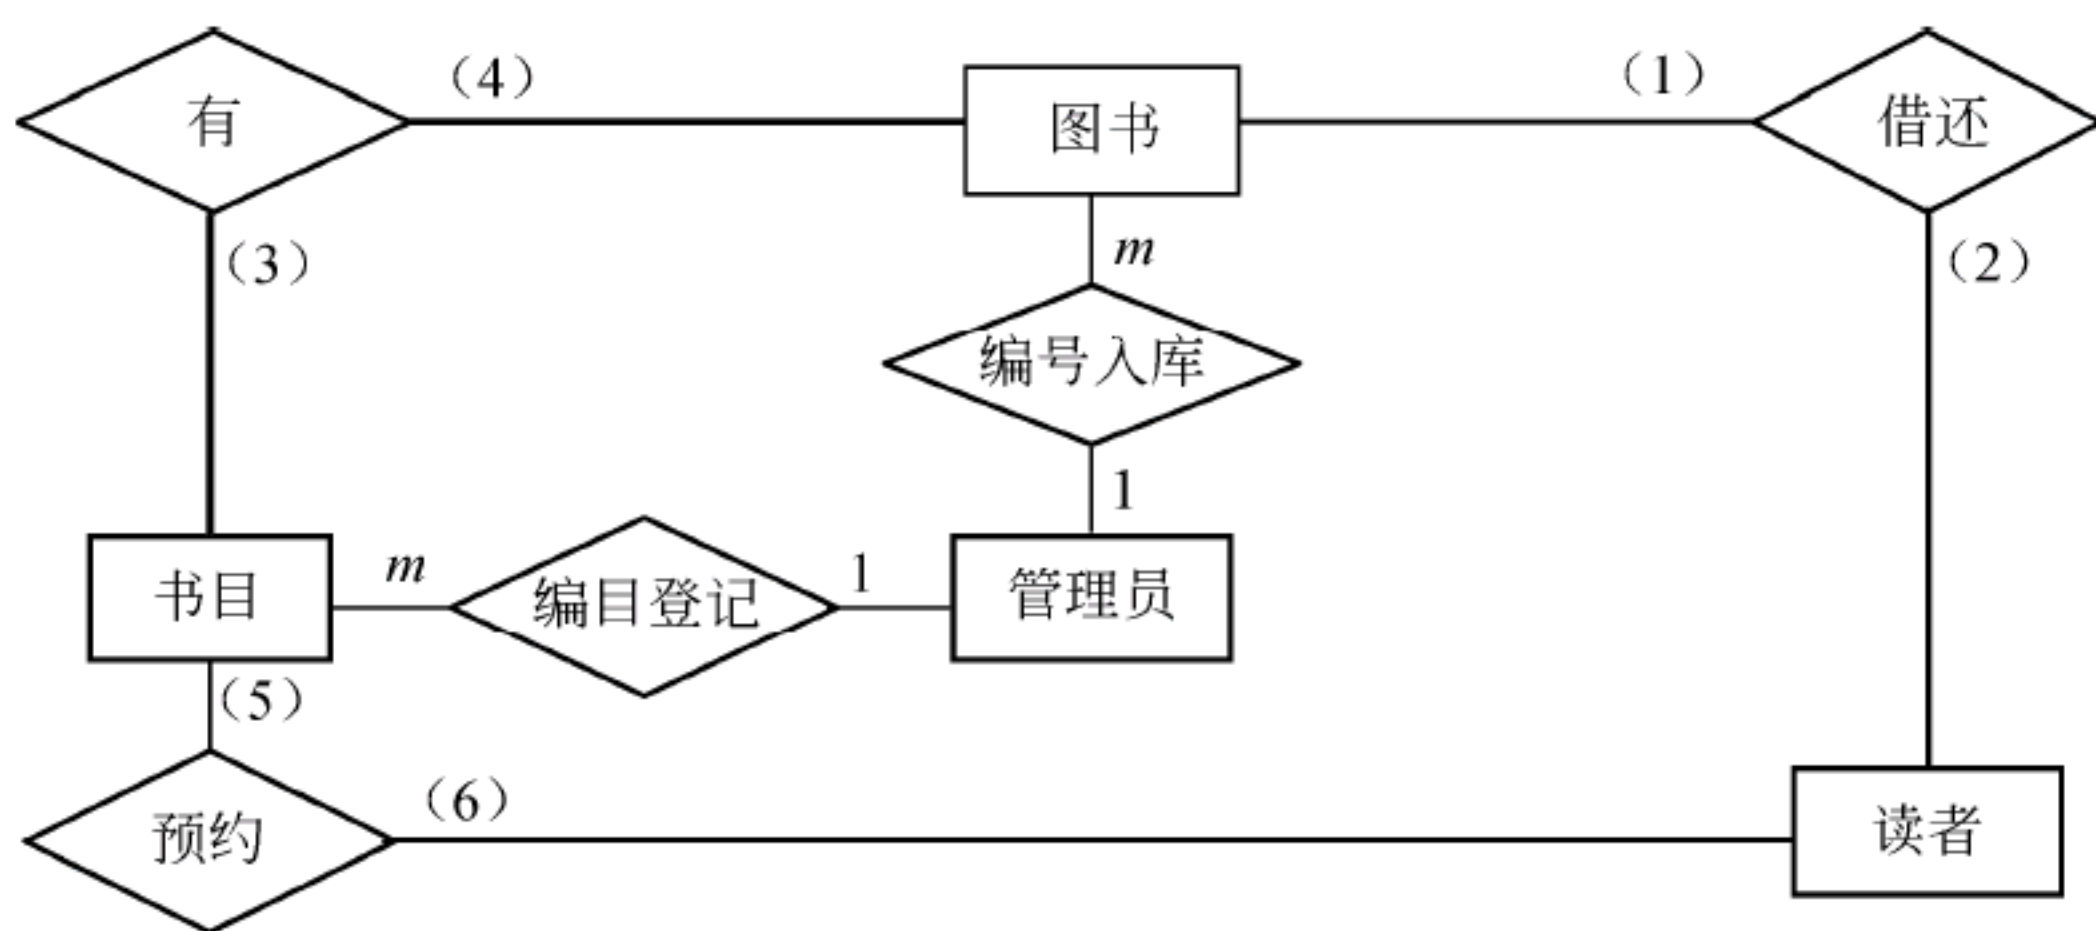 有
(4)
图书
(1)
借还
(3)
m
(2)
编号入库
1
书目
m
编目登记
1
管理员
(5)
预约
(6)
读者